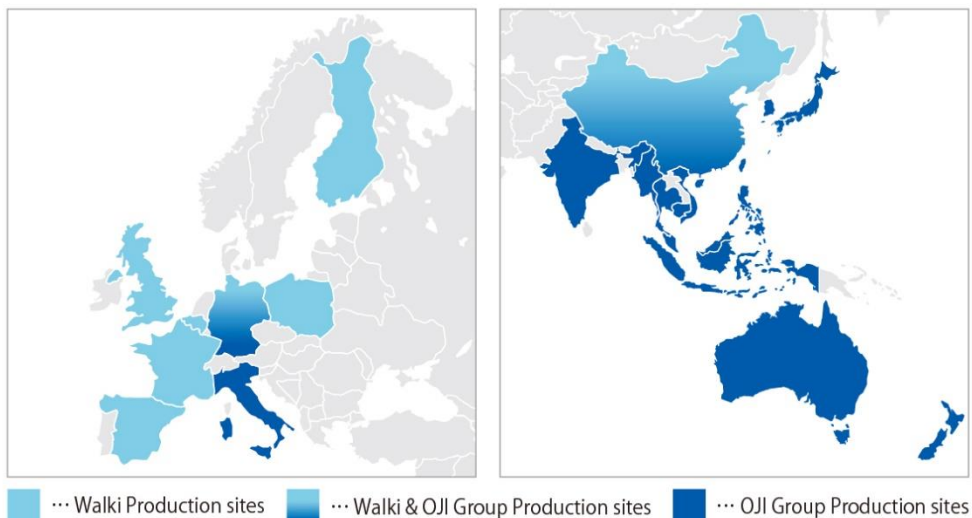 ··· Walki Production sites
··· Walki & OJI Group Production sites
··· OJI Group Production sites